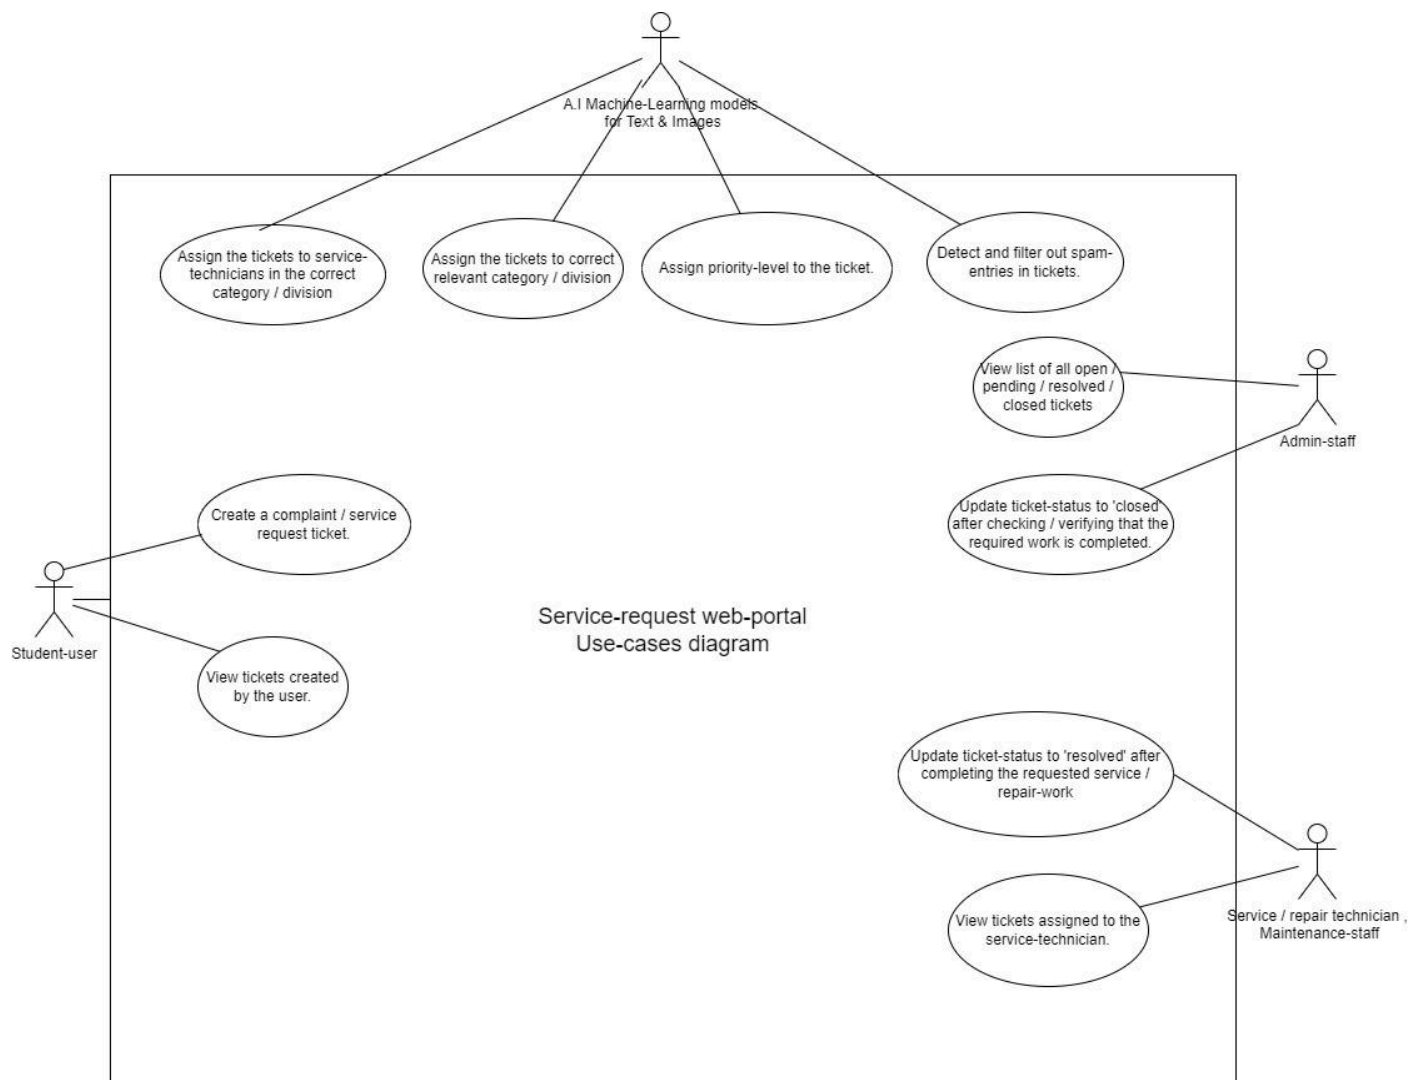 A.I Machine-Learning models
for Text & Images
Assign the tickets to service-
technicians in the correct
category / division
Assign the tickets to correct
relevant category / division
Assign priority-level to the ticket.
Detect and filter out spam-
entries in tickets.
View list of all open /
pending / resolved /
closed tickets
Admin-staff
Create a complaint / service
request ticket.
Update ticket-status to 'closed'
after checking / verifying that the
required work is completed.
Student-user
Service-request web-portal
Use-cases diagram
View tickets created
by the user.
Update ticket-status to 'resolved' after
completing the requested service /
repair-work
View tickets assigned to the
service-technician.
Service / repair technician ,
Maintenance-staff